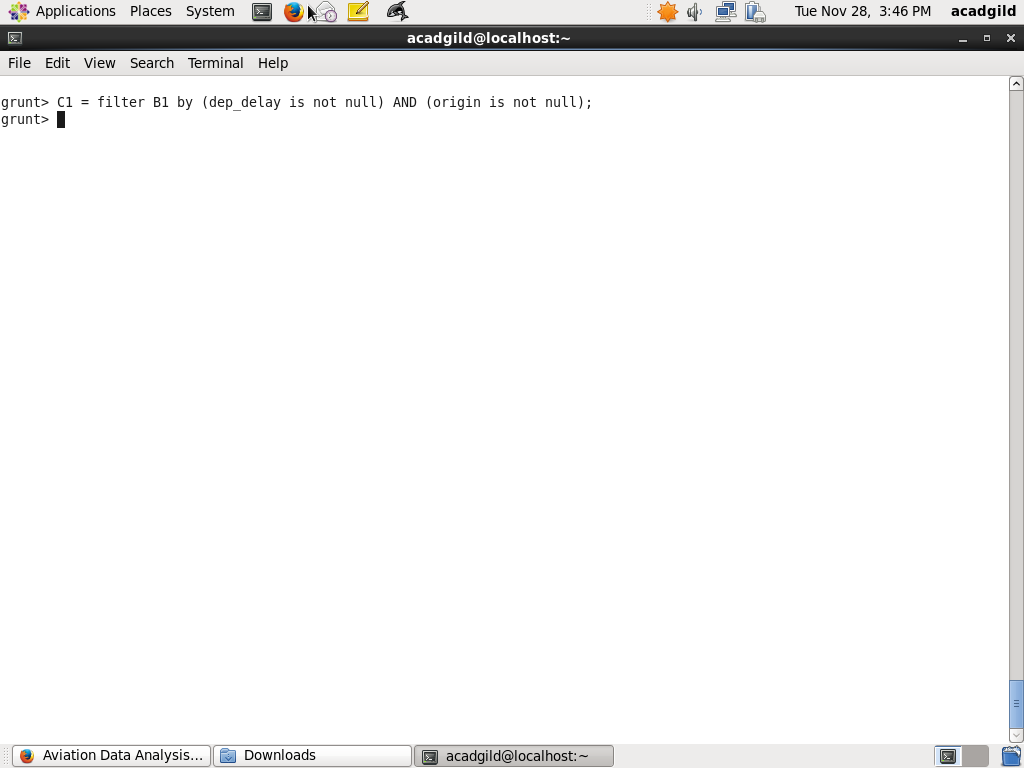 Applications Places System Tue Nov 28, 3:46 PM acadgild
acadgild@localhost:~
File Edit View Search Terminal Help
grunt> C1 = filter B1 by (dep_delay is not null) AND (origin is not null);
grunt>
Aviation Data Analysis... Downloads acadgild@localhost:~